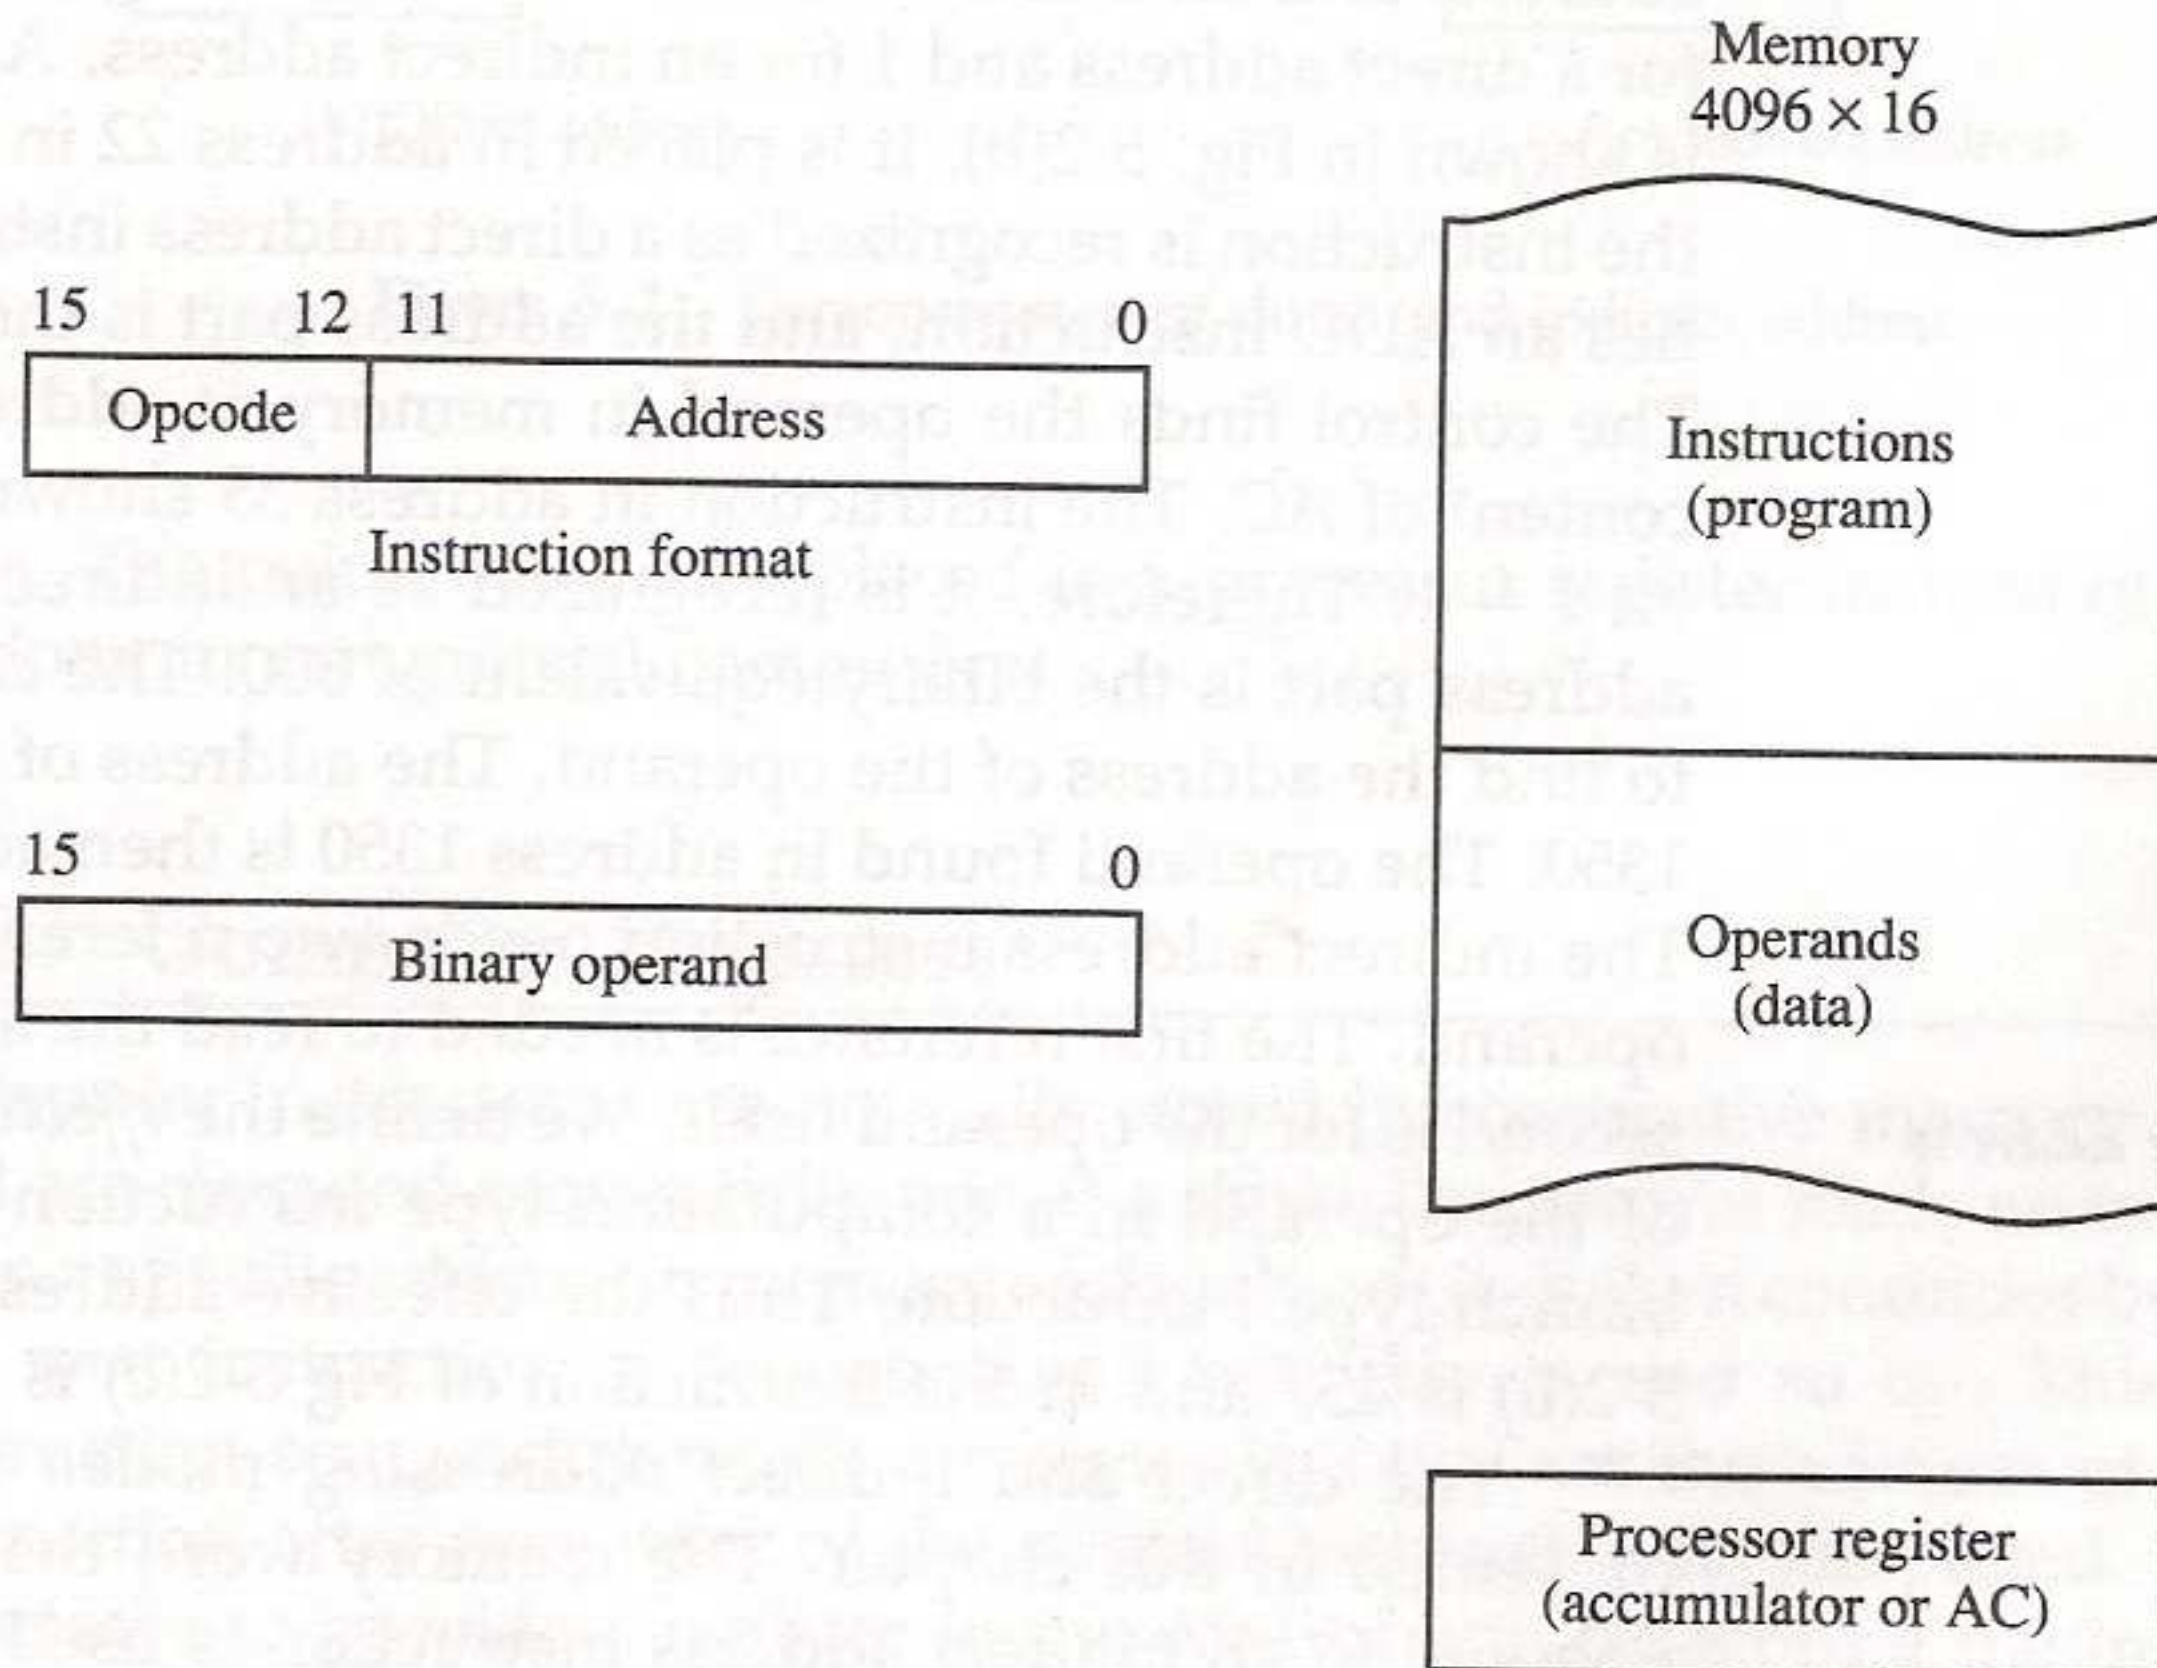 Memory
4096 × 16
15 12 11 0
Opcode Address
Instruction format
Instructions
(program)
15 0
Binary operand
Operands
(data)
Processor register
(accumulator or AC)